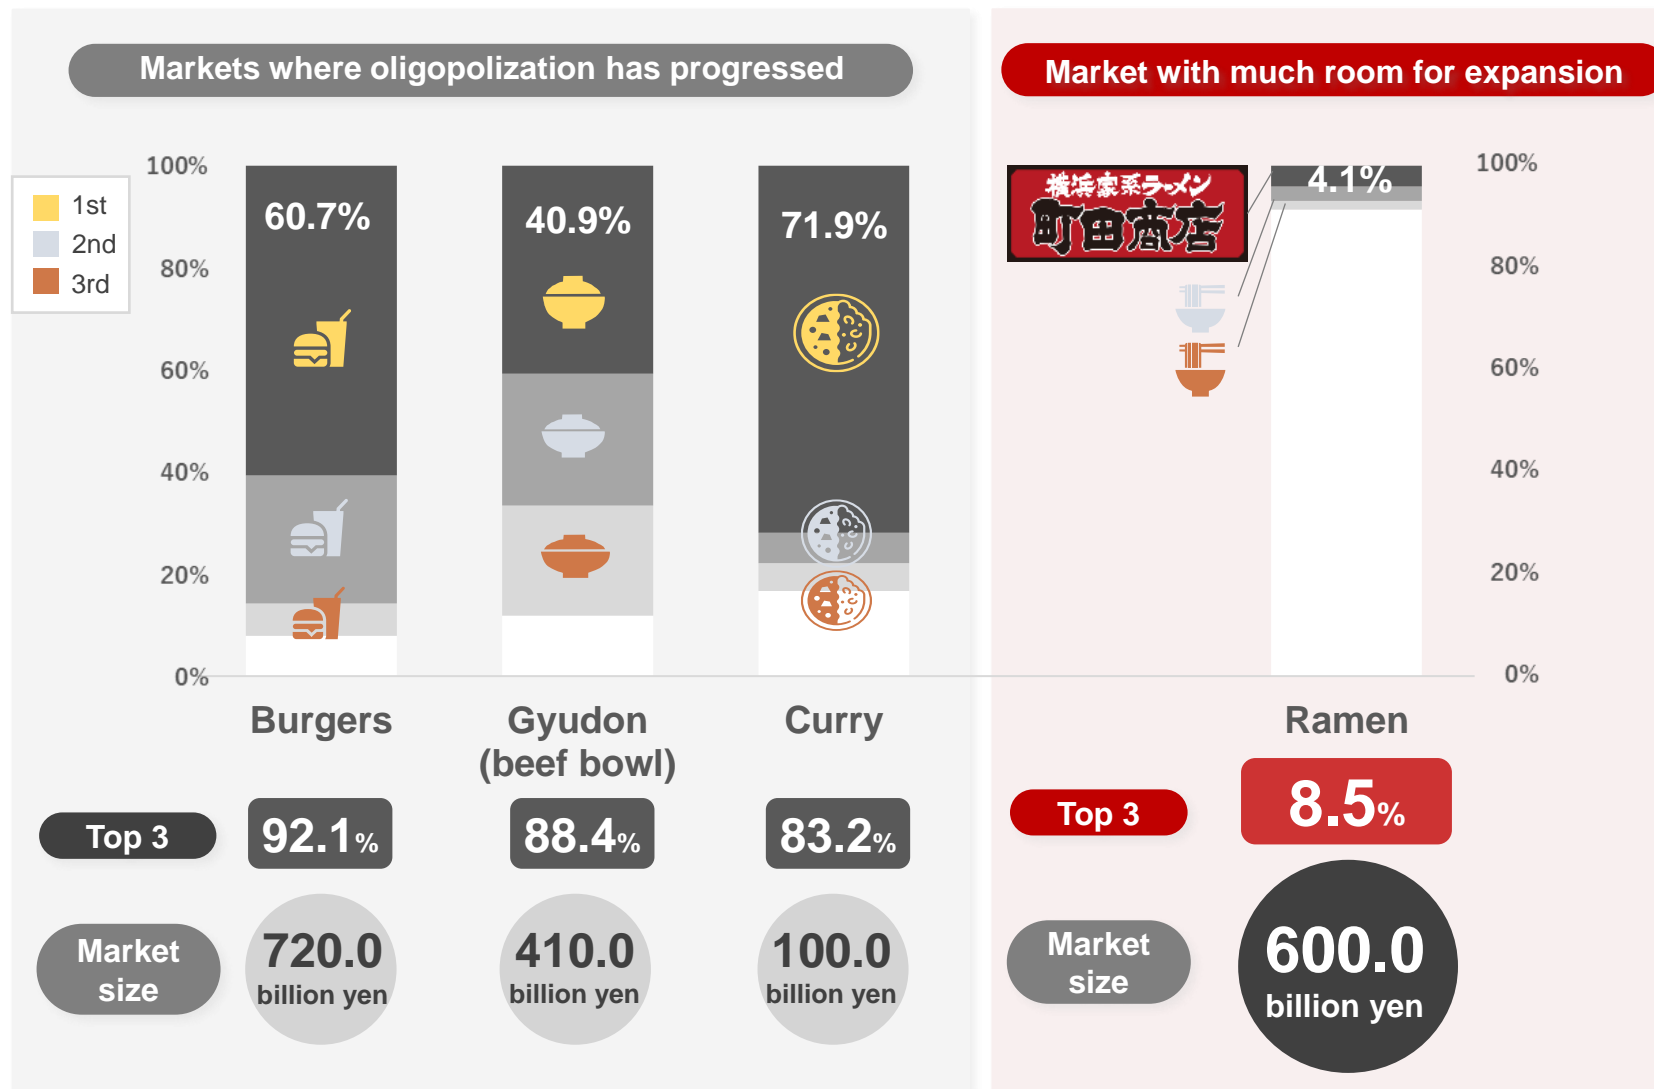 Markets where oligopolization has progressed
Market with much room for expansion
1st
2nd
3rd
100%
80%
60%
40%
20%
0%
60.7%
40.9%
71.9%
横浜家系ラーメン
町田商店
4.1%
100%
80%
60%
40%
20%
0%
Burgers
Gyudon
(beef bowl)
Curry
Ramen
Top 3
92.1%
88.4%
83.2%
Top 3
8.5%
Market
size
720.0
billion yen
410.0
billion yen
100.0
billion yen
Market
size
600.0
billion yen